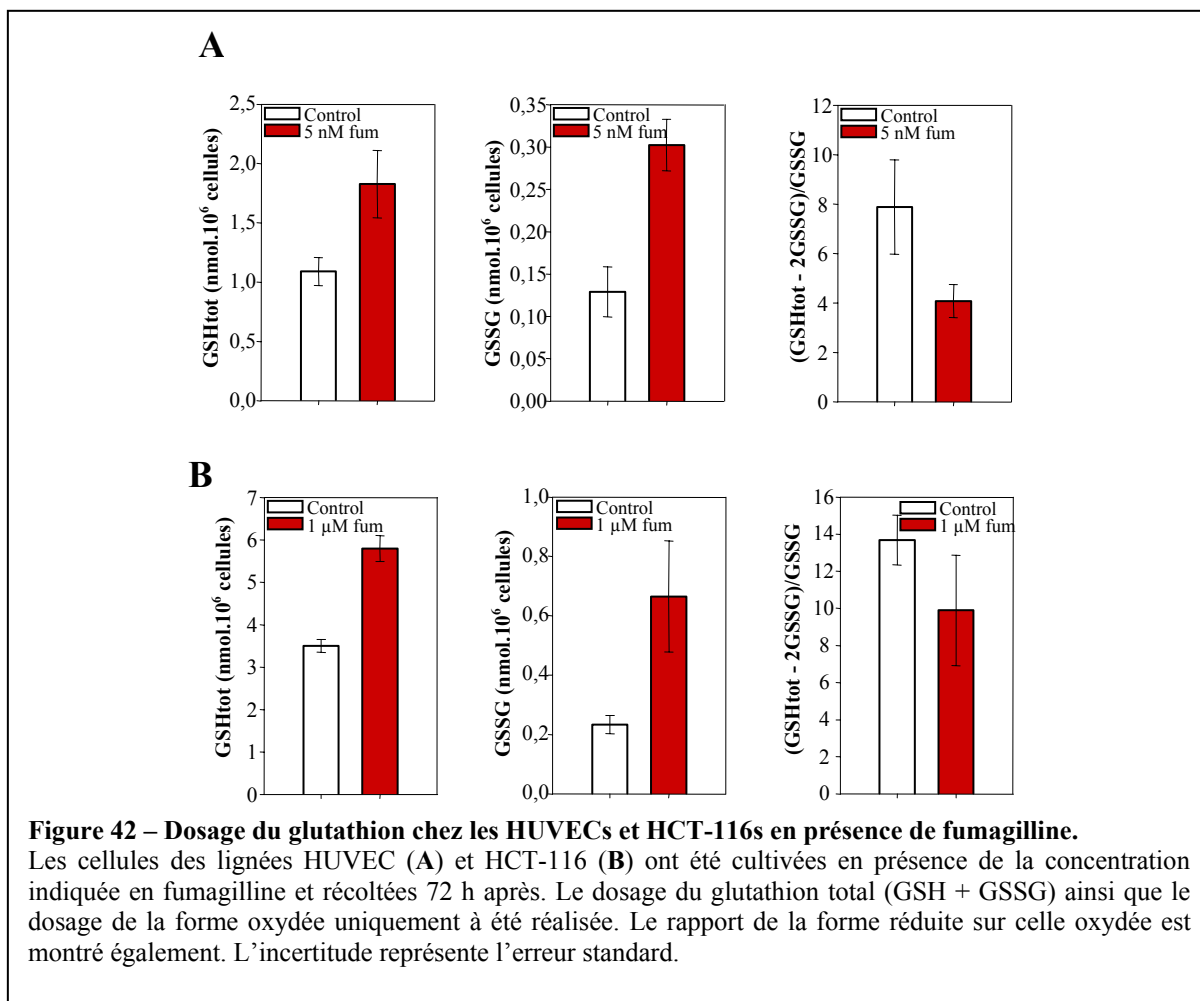 A
GSHtot (nmol.10⁶ cellules)
2,5
2,0
1,5
1,0
0,5
0,0
Control
5 nM fum
GSSG (nmol.10⁶ cellules)
0,35
0,30
0,25
0,20
0,15
0,10
0,05
0,00
Control
5 nM fum
(GSHtot - 2GSSG)/GSSG
12
10
8
6
4
2
0
Control
5 nM fum
B
GSHtot (nmol.10⁶ cellules)
7
6
5
4
3
2
1
0
Control
1 µM fum
GSSG (nmol.10⁶ cellules)
1,0
0,8
0,6
0,4
0,2
0,0
Control
1 µM fum
(GSHtot - 2GSSG)/GSSG
16
14
12
10
8
6
4
2
0
Control
1 µM fum
Figure 42 – Dosage du glutathion chez les HUVECs et HCT-116s en présence de fumagilline.
Les cellules des lignées HUVEC (A) et HCT-116 (B) ont été cultivées en présence de la concentration
indiquée en fumagilline et récoltées 72 h après. Le dosage du glutathion total (GSH + GSSG) ainsi que le
dosage de la forme oxydée uniquement à été réalisée. Le rapport de la forme réduite sur celle oxydée est
montré également. L'incertitude représente l'erreur standard.